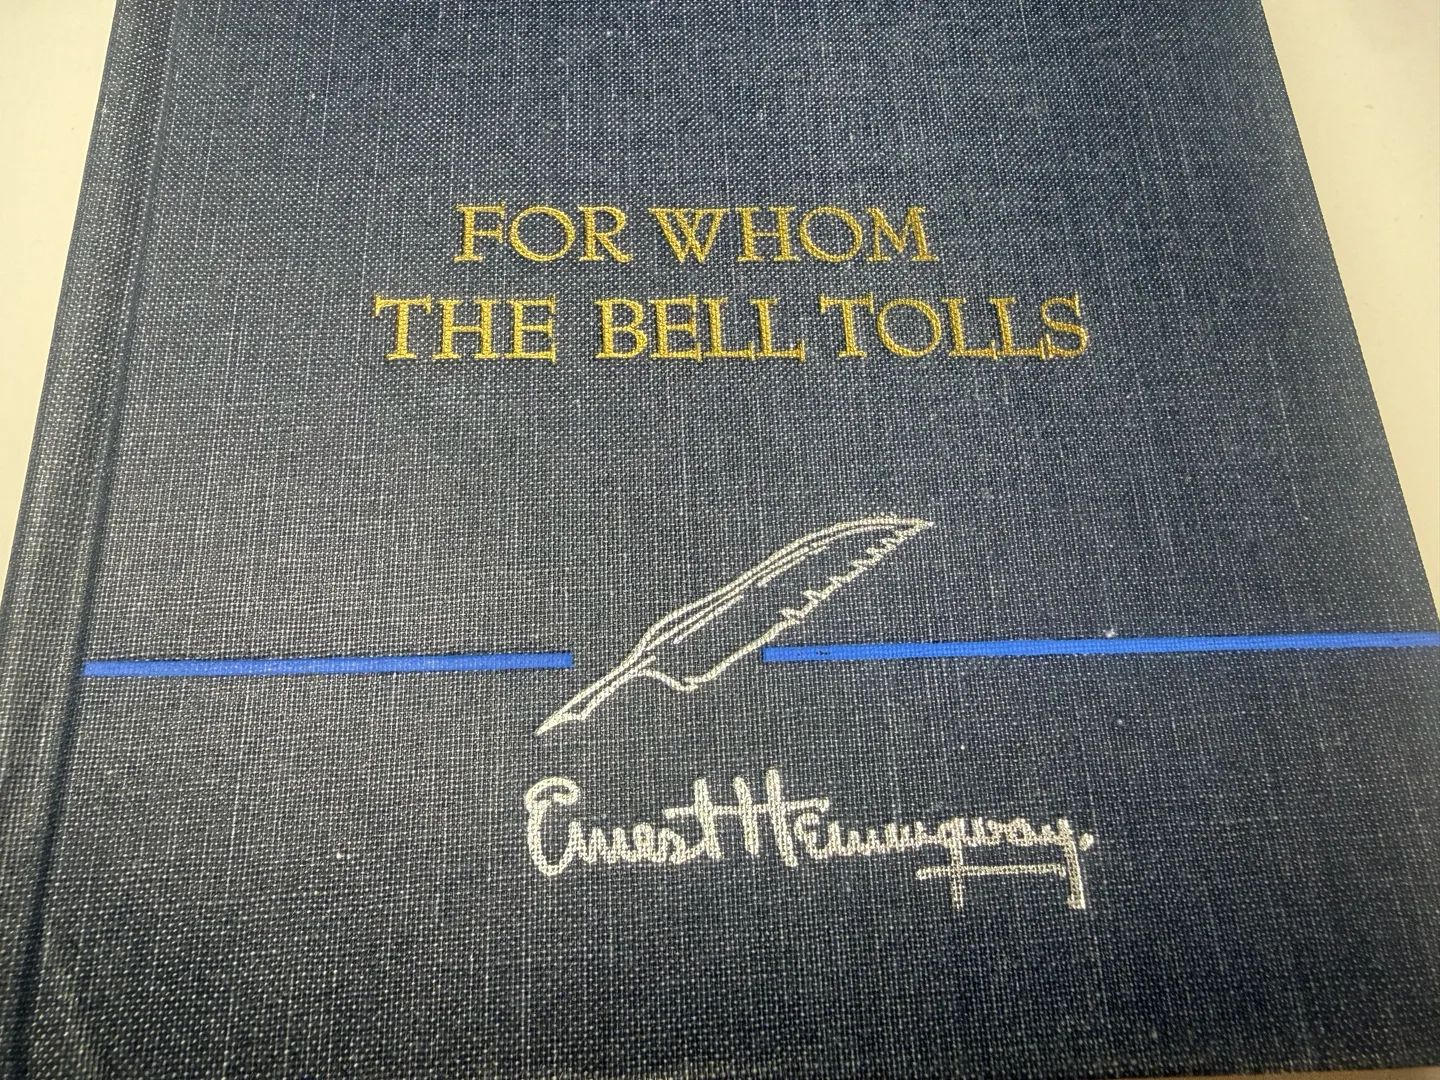 FOR WHOM
THE BELL TOLLS
Ernest Hemingway.